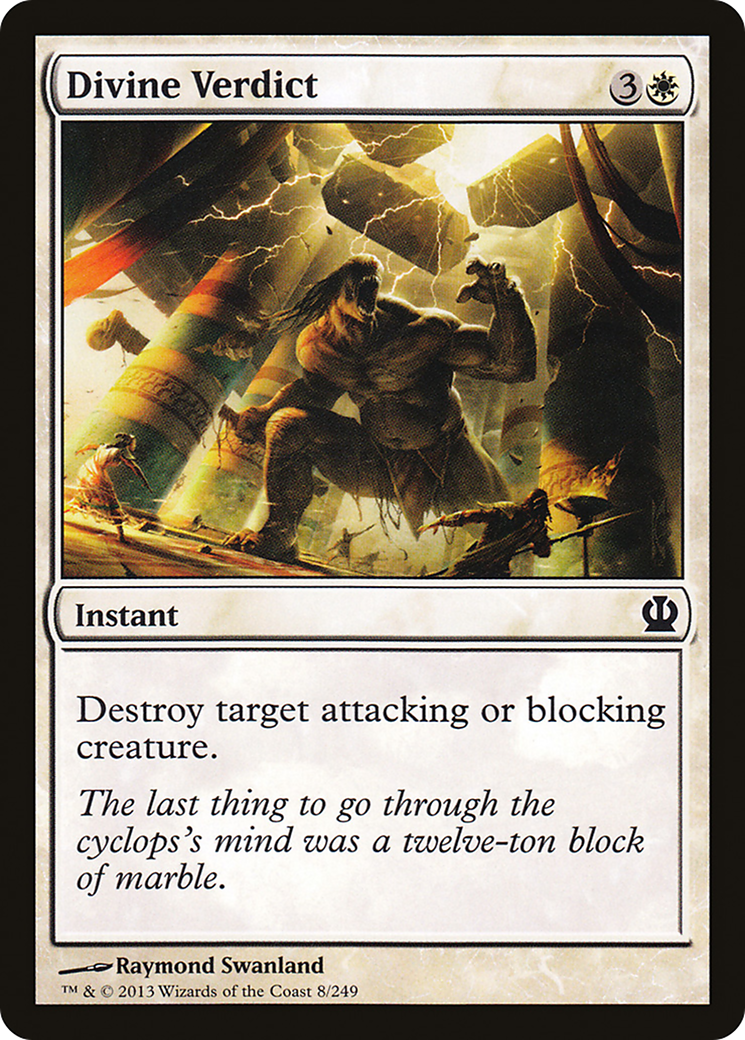 Divine Verdict
3
Instant
Destroy target attacking or blocking
creature.
The last thing to go through the
cyclops's mind was a twelve-ton block
of marble.
Raymond Swanland
™ & © 2013 Wizards of the Coast 8/249